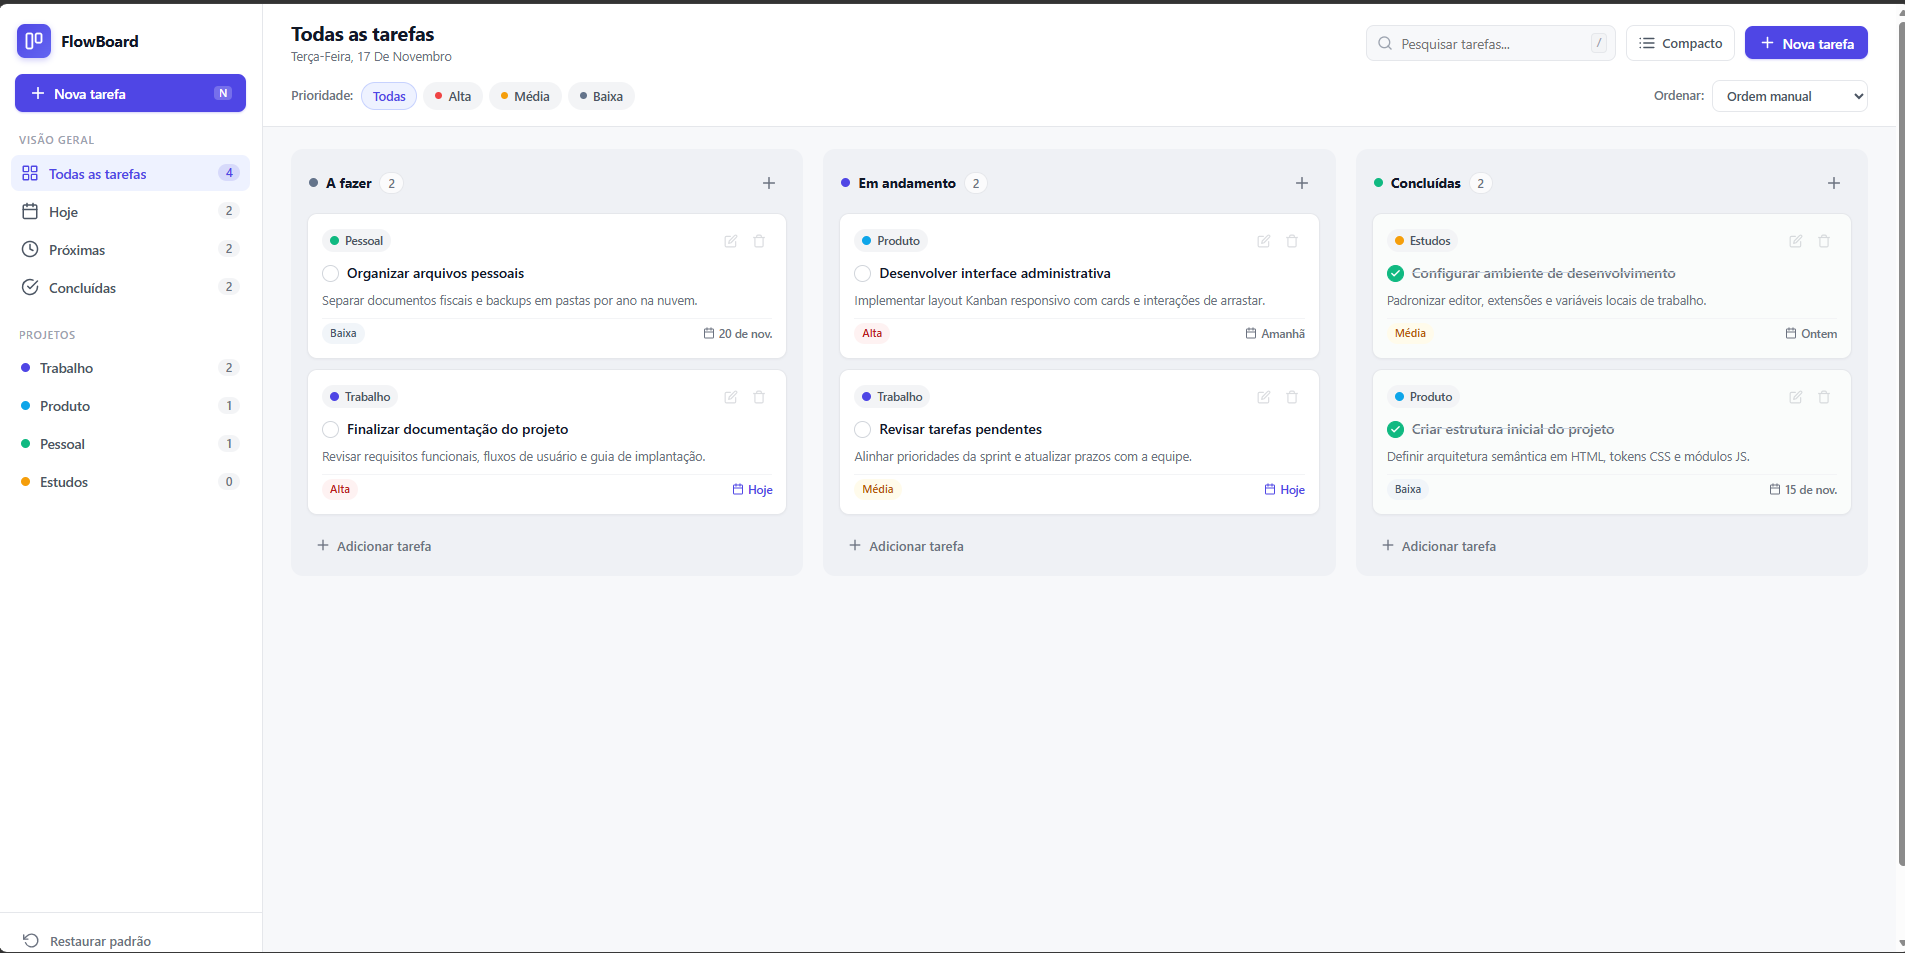 FlowBoard
Nova tarefa N
VISÃO GERAL
Todas as tarefas 4
Hoje 2
Próximas 2
Concluídas 2
PROJETOS
Trabalho 2
Produto 1
Pessoal 1
Estudos 0
Restaurar padrão
Todas as tarefas
Terça-Feira, 17 De Novembro
Pesquisar tarefas... /
Compacto
Nova tarefa
Prioridade: Todas Alta Média Baixa
Ordenar: Ordem manual
A fazer 2
Pessoal
Organizar arquivos pessoais
Separar documentos fiscais e backups em pastas por ano na nuvem.
Baixa 20 de nov.
Trabalho
Finalizar documentação do projeto
Revisar requisitos funcionais, fluxos de usuário e guia de implantação.
Alta Hoje
Adicionar tarefa
Em andamento 2
Produto
Desenvolver interface administrativa
Implementar layout Kanban responsivo com cards e interações de arrastar.
Alta Amanhã
Trabalho
Revisar tarefas pendentes
Alinhar prioridades da sprint e atualizar prazos com a equipe.
Média Hoje
Adicionar tarefa
Concluídas 2
Estudos
Configurar ambiente de desenvolvimento
Padronizar editor, extensões e variáveis locais de trabalho.
Média Ontem
Produto
Criar estrutura inicial do projeto
Definir arquitetura semântica em HTML, tokens CSS e módulos JS.
Baixa 15 de nov.
Adicionar tarefa